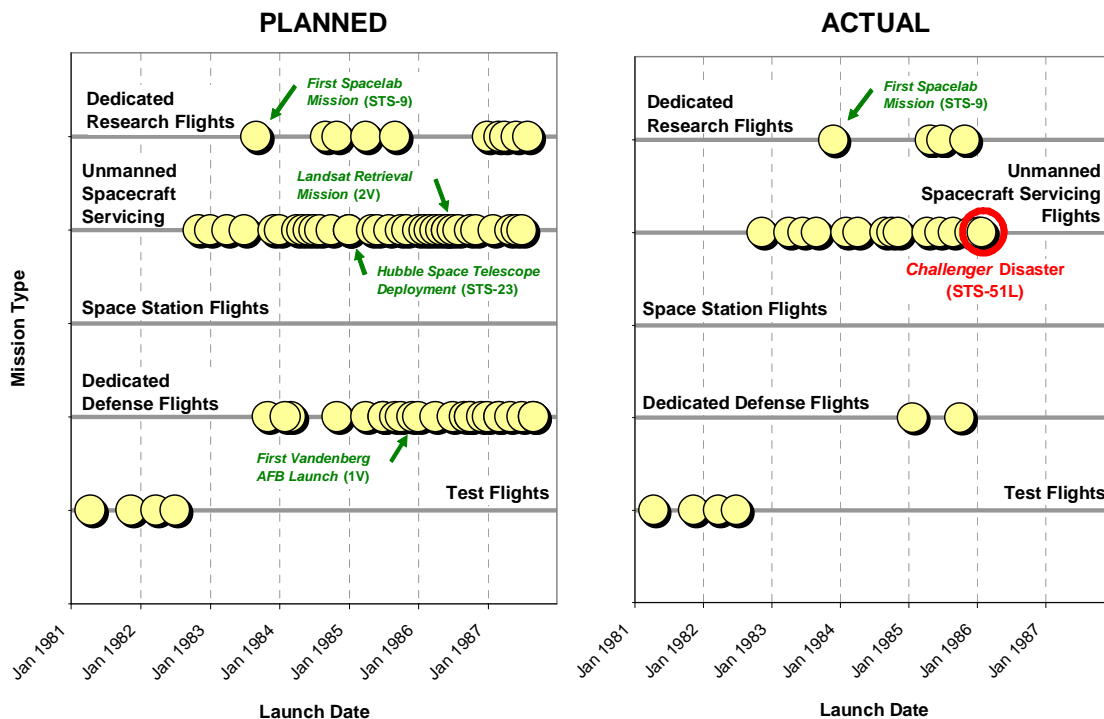 PLANNED
First Spacelab
Mission (STS-9)
Dedicated
Research Flights
Unmanned
Spacecraft
Servicing
Landsat Retrieval
Mission (2V)
Hubble Space Telescope
Deployment (STS-23)
Space Station Flights
Dedicated
Defense Flights
First Vandenberg
AFB Launch (1V)
Test Flights
Mission Type
Jan 1981
Jan 1982
Jan 1983
Jan 1984
Jan 1985
Jan 1986
Jan 1987
Launch Date
ACTUAL
First Spacelab
Mission (STS-9)
Dedicated
Research Flights
Unmanned
Spacecraft Servicing
Flights
Challenger Disaster
(STS-51L)
Space Station Flights
Dedicated Defense Flights
Test Flights
Jan 1981
Jan 1982
Jan 1983
Jan 1984
Jan 1985
Jan 1986
Jan 1987
Launch Date